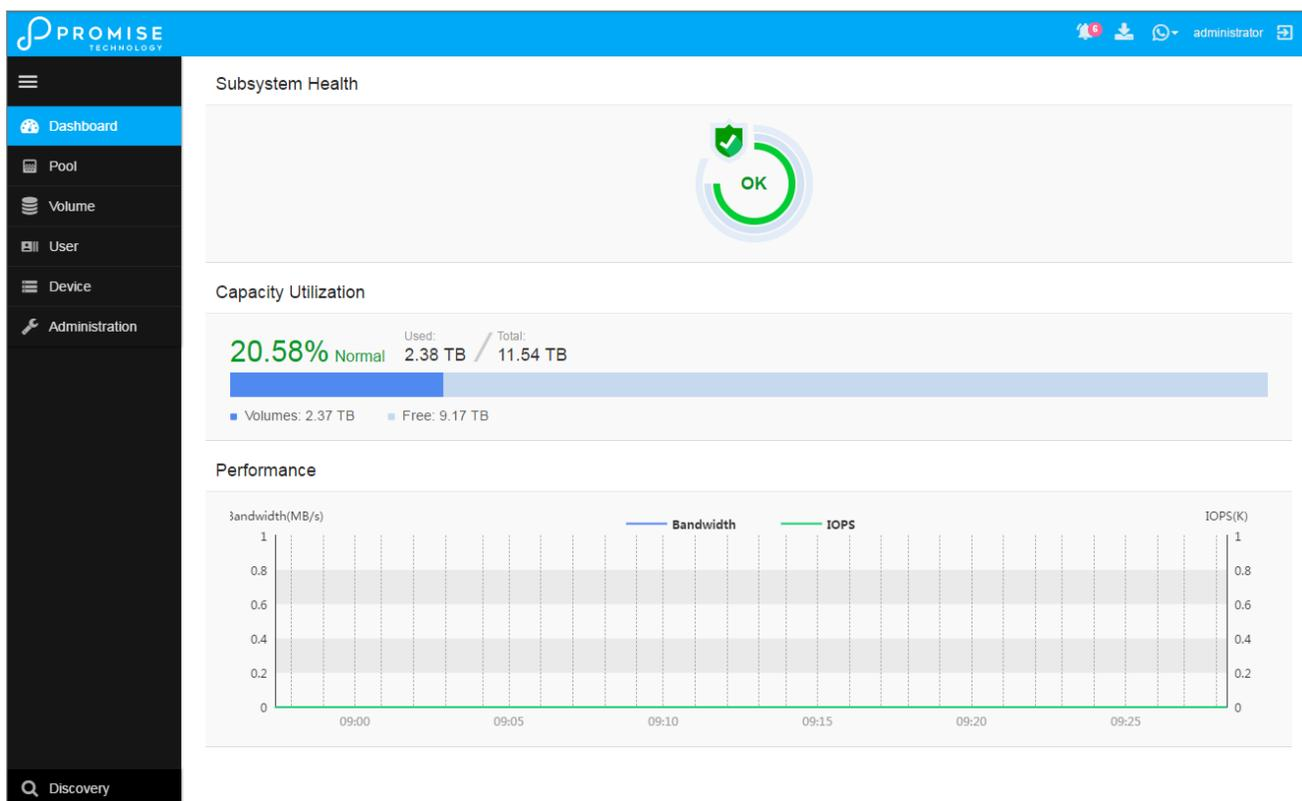 PROMISE
TECHNOLOGY
6
administrator
Dashboard
Pool
Volume
User
Device
Administration
Discovery
Subsystem Health
OK
Capacity Utilization
20.58% Normal
Used:
2.38 TB
Total:
11.54 TB
Volumes: 2.37 TB
Free: 9.17 TB
Performance
Bandwidth(MB/s)
Bandwidth
IOPS
IOPS(K)
1
0.8
0.6
0.4
0.2
0
1
0.8
0.6
0.4
0.2
0
09:00 09:05 09:10 09:15 09:20 09:25